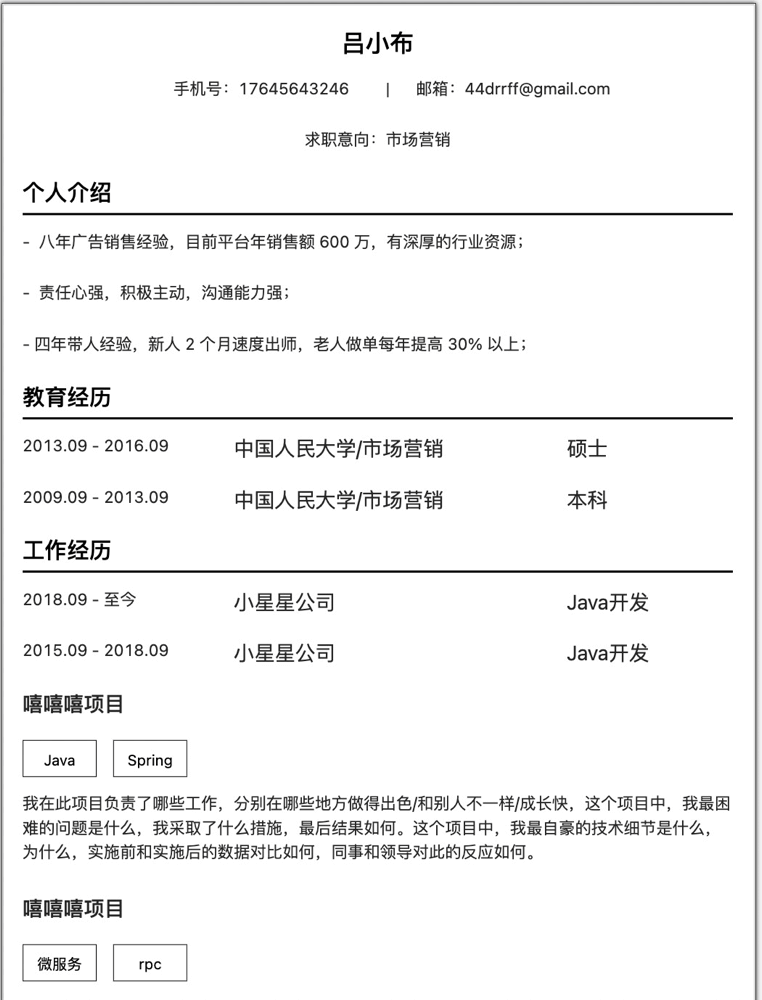 吕小布
手机号：17645643246 | 邮箱：44drrff@gmail.com
求职意向：市场营销
个人介绍
- 八年广告销售经验，目前平台年销售额 600 万，有深厚的行业资源；
- 责任心强，积极主动，沟通能力强；
- 四年带人经验，新人 2 个月速度出师，老人做单每年提高 30% 以上；
教育经历
2013.09 - 2016.09 中国人民大学/市场营销 硕士
2009.09 - 2013.09 中国人民大学/市场营销 本科
工作经历
2018.09 - 至今 小星星公司 Java开发
2015.09 - 2018.09 小星星公司 Java开发
嘻嘻嘻项目
Java Spring
我在此项目负责了哪些工作，分别在哪些地方做得出色/和别人不一样/成长快，这个项目中，我最困
难的问题是什么，我采取了什么措施，最后结果如何。这个项目中，我最自豪的技术细节是什么，
为什么，实施前和实施后的数据对比如何，同事和领导对此的反应如何。
嘻嘻嘻项目
微服务 rpc